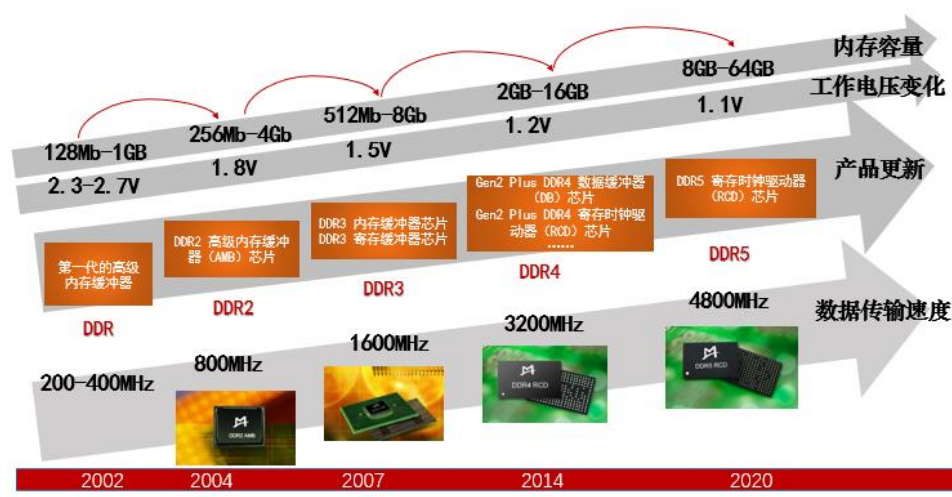 内存容量
8GB-64GB
工作电压变化
2GB-16GB
1.1V
512Mb-8Gb
1.2V
256Mb-4Gb
1.5V
128Mb-1GB
1.8V
2.3-2.7V
产品更新
Gen2 Plus DDR4 数据缓冲器
(DB) 芯片
Gen2 Plus DDR4 寄存时钟驱
动器 (RCD) 芯片
……
DDR5 寄存时钟驱动器
(RCD) 芯片
DDR3 内存缓冲器芯片
DDR3 寄存缓冲器芯片
DDR2 高级内存缓冲
器 (AMB) 芯片
第一代的高级
内存缓冲器
DDR
DDR2
DDR3
DDR4
DDR5
数据传输速度
4800MHz
3200MHz
1600MHz
800MHz
200-400MHz
DDR2 AMB
DDR4 RCD
DDR5 RCD
2002
2004
2007
2014
2020